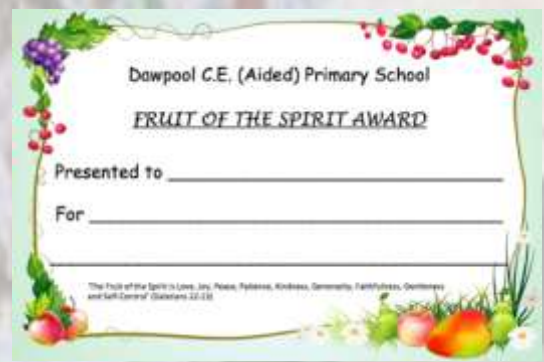 Dawpool C.E. (Aided) Primary School
FRUIT OF THE SPIRIT AWARD
Presented to
For
"The Fruit of the Spirit is Love, Joy, Peace, Patience, Kindness, Generosity, Faithfulness, Gentleness
and Self-Control" (Galatians 22-23)